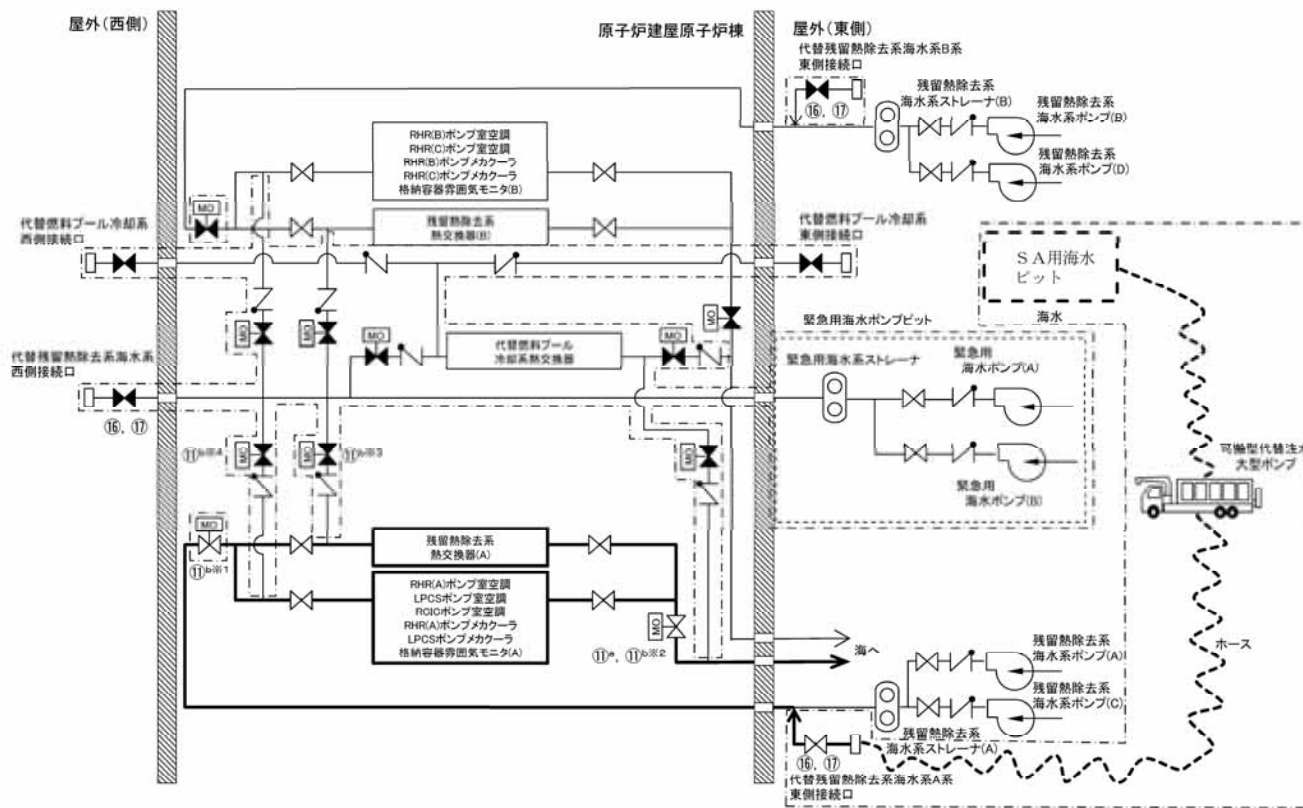 屋外(西側)
原子炉建屋原子炉棟
屋外(東側)
代替残留熱除去系海水系B系
東側接続口
⑯, ⑰
残留熱除去系
海水系ストレーナ(B)
残留熱除去系
海水系ポンプ(B)
残留熱除去系
海水系ポンプ(D)
RHR(B)ポンプ室空調
RHR(C)ポンプ室空調
RHR(B)ポンプメカクーラ
RHR(C)ポンプメカクーラ
格納容器雰囲気モニタ(B)
MO
残留熱除去系
熱交換器(B)
代替燃料プール冷却系
西側接続口
代替燃料プール冷却系
東側接続口
SA用海水
ピット
海水
MO
MO
MO
MO
MO
代替燃料プール
冷却系熱交換器
緊急用海水ポンプピット
緊急用海水系ストレーナ
緊急用
海水ポンプ(A)
緊急用
海水ポンプ(B)
代替残留熱除去系海水系
西側接続口
⑯, ⑰
可搬型代替注水
大型ポンプ
⑪b※4
MO
MO
⑪b※3
MO
MO
⑪b※1
残留熱除去系
熱交換器(A)
RHR(A)ポンプ室空調
LPCSポンプ室空調
RCICポンプ室空調
RHR(A)ポンプメカクーラ
LPCSポンプメカクーラ
格納容器雰囲気モニタ(A)
MO
⑪a, ⑪b※2
海へ
残留熱除去系
海水系ポンプ(A)
残留熱除去系
海水系ポンプ(C)
ホース
残留熱除去系
海水系ストレーナ(A)
⑯, ⑰
代替残留熱除去系海水系A系
東側接続口